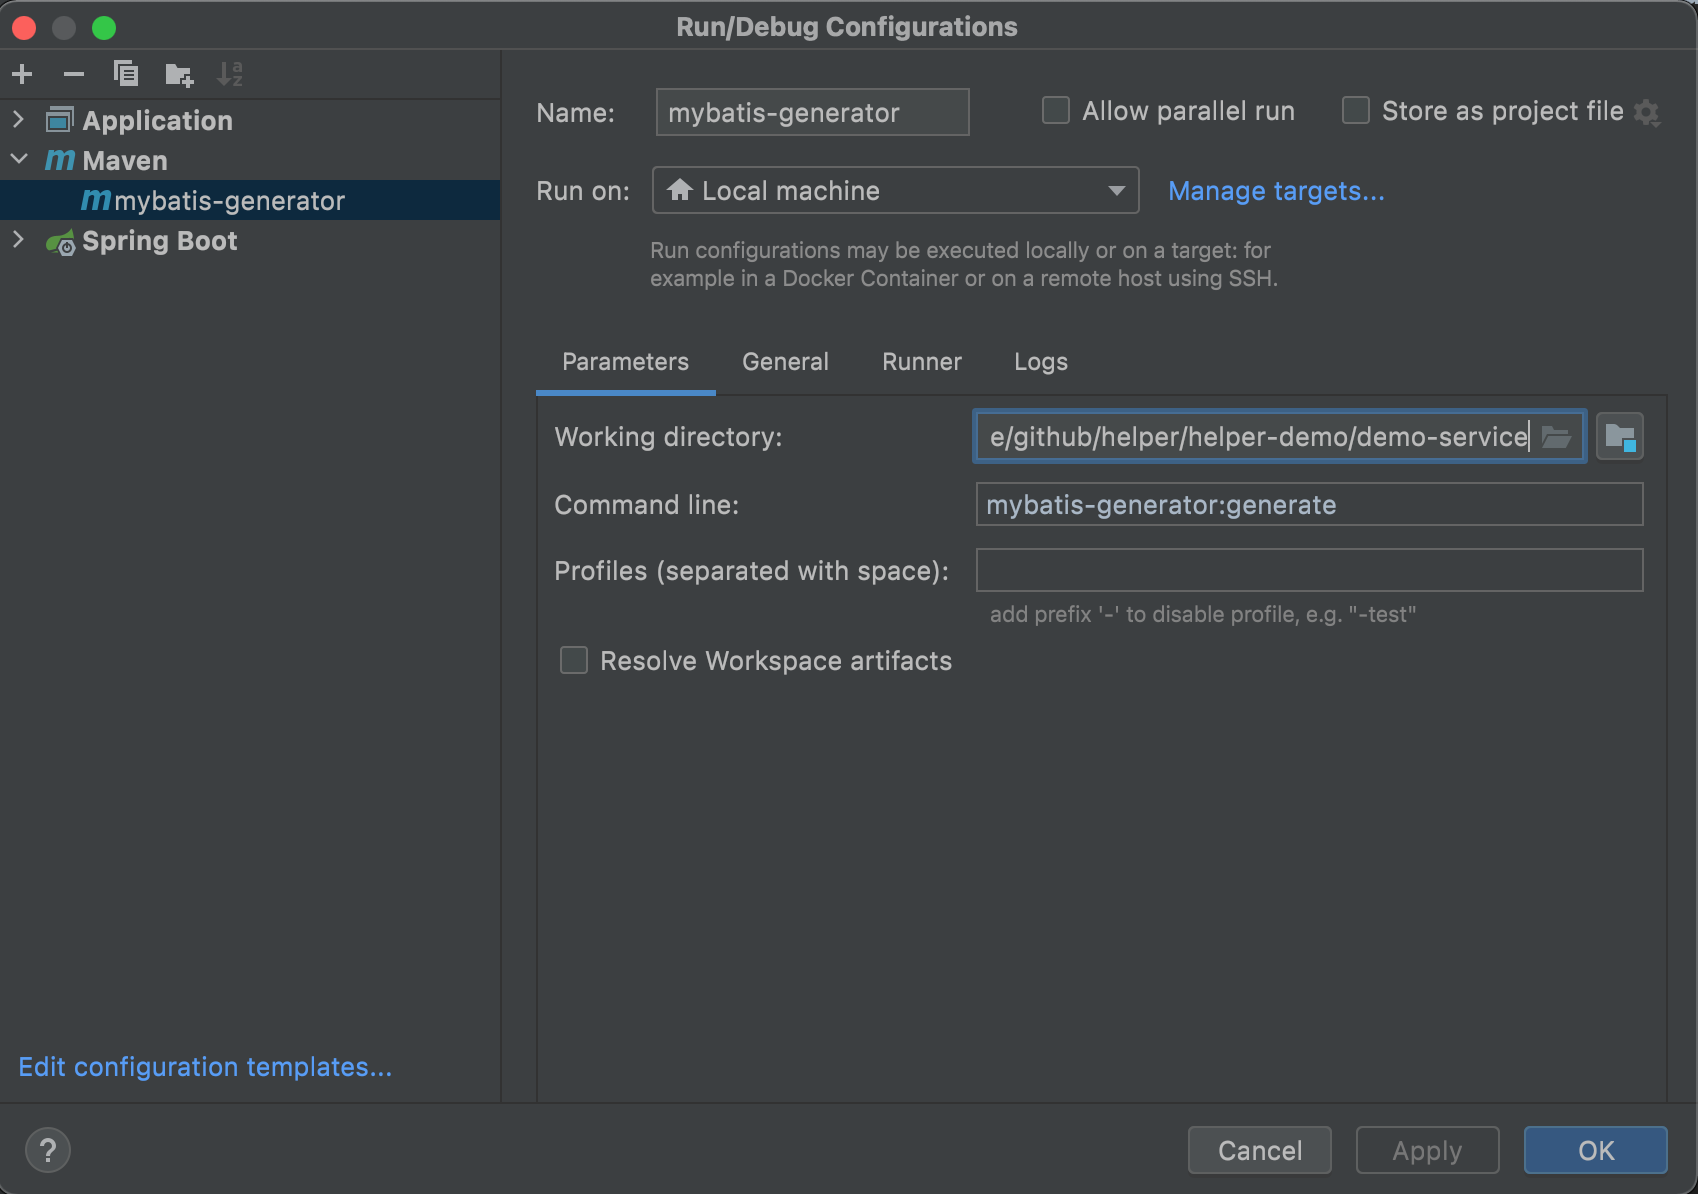 Run/Debug Configurations
Application
Maven
mybatis-generator
Spring Boot
Edit configuration templates...
Name:
mybatis-generator
Allow parallel run
Store as project file
Run on:
Local machine
Manage targets...
Run configurations may be executed locally or on a target: for
example in a Docker Container or on a remote host using SSH.
Parameters
General
Runner
Logs
Working directory:
e/github/helper/helper-demo/demo-service
Command line:
mybatis-generator:generate
Profiles (separated with space):
add prefix '-' to disable profile, e.g. "-test"
Resolve Workspace artifacts
?
Cancel
Apply
OK